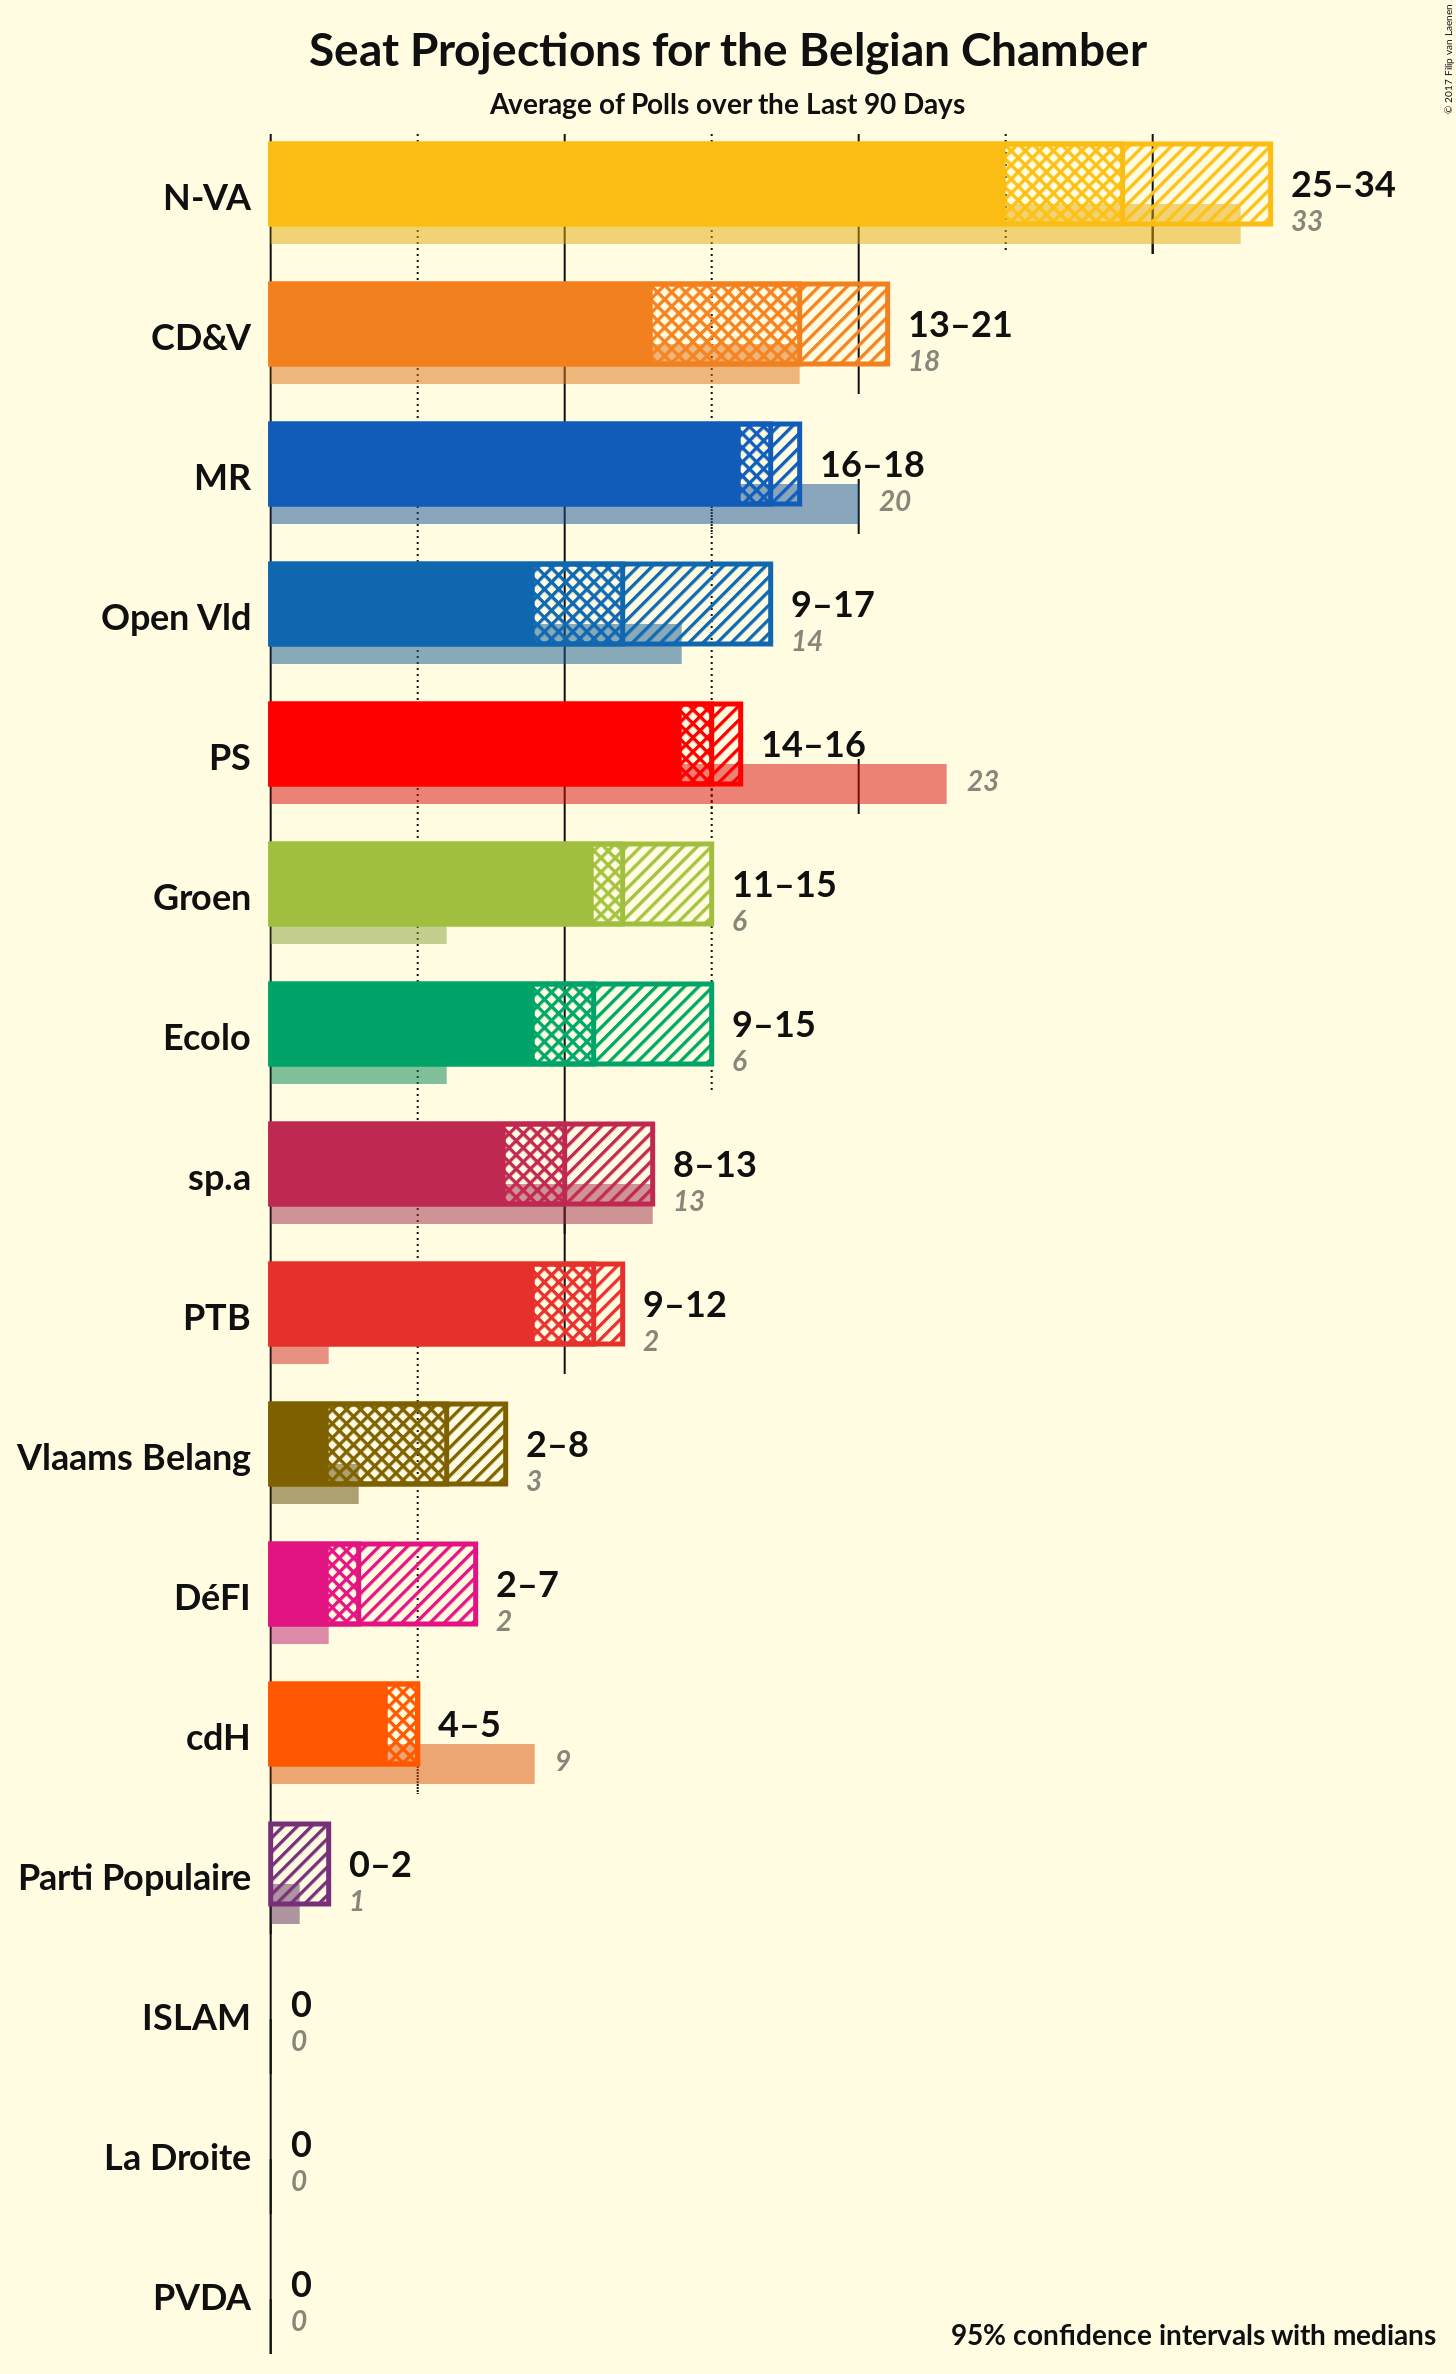 © 2017 Filip van Laenen
Seat Projections for the Belgian Chamber
Average of Polls over the Last 90 Days
N-VA
25–34
33
CD&V
13–21
18
MR
16–18
20
Open Vld
9–17
14
PS
14–16
23
Groen
11–15
6
Ecolo
9–15
6
sp.a
8–13
13
PTB
9–12
2
Vlaams Belang
2–8
3
DéFI
2–7
2
cdH
4–5
9
Parti Populaire
0–2
1
ISLAM
0
0
La Droite
0
0
PVDA
0
0
95% confidence intervals with medians